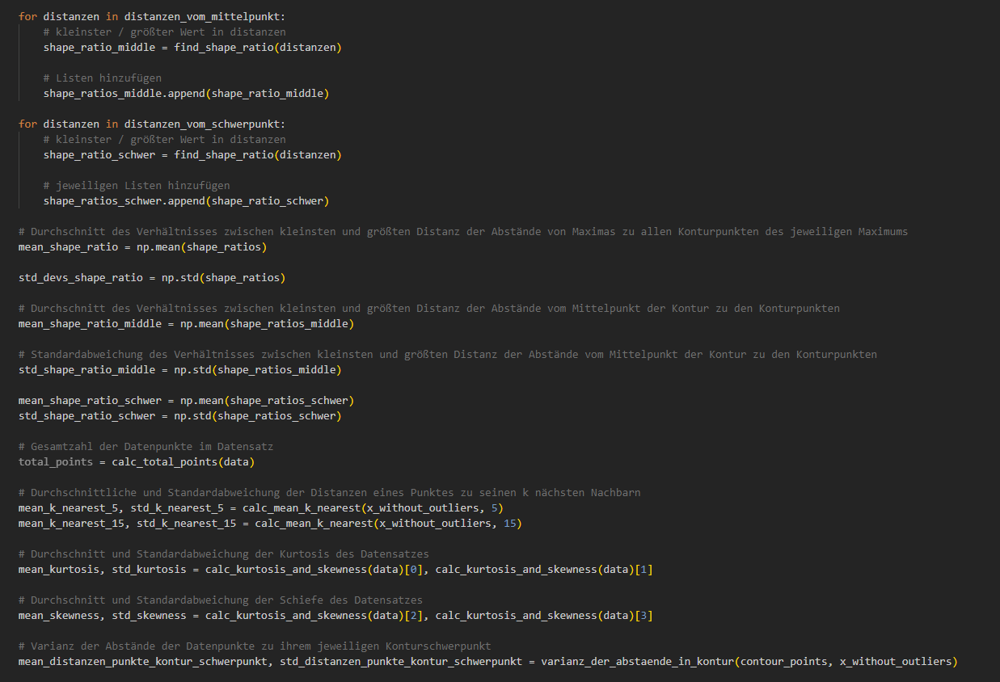 for distanzen in distanzen_vom_mittelpunkt:
# kleinster / größter Wert in distanzen
shape_ratio_middle = find_shape_ratio(distanzen)
# Listen hinzufügen
shape_ratios_middle.append(shape_ratio_middle)
for distanzen in distanzen_vom_schwerpunkt:
# kleinster / größter Wert in distanzen
shape_ratio_schwer = find_shape_ratio(distanzen)
# jeweiligen Listen hinzufügen
shape_ratios_schwer.append(shape_ratio_schwer)
# Durchschnitt des Verhältnisses zwischen kleinsten und größten Distanz der Abstände von Maximas zu allen Konturpunkten des jeweiligen Maximums
mean_shape_ratio = np.mean(shape_ratios)
std_devs_shape_ratio = np.std(shape_ratios)
# Durchschnitt des Verhältnisses zwischen kleinsten und größten Distanz der Abstände vom Mittelpunkt der Kontur zu den Konturpunkten
mean_shape_ratio_middle = np.mean(shape_ratios_middle)
# Standardabweichung des Verhältnisses zwischen kleinsten und größten Distanz der Abstände vom Mittelpunkt der Kontur zu den Konturpunkten
std_shape_ratio_middle = np.std(shape_ratios_middle)
mean_shape_ratio_schwer = np.mean(shape_ratios_schwer)
std_shape_ratio_schwer = np.std(shape_ratios_schwer)
# Gesamtzahl der Datenpunkte im Datensatz
total_points = calc_total_points(data)
# Durchschnittliche und Standardabweichung der Distanzen eines Punktes zu seinen k nächsten Nachbarn
mean_k_nearest_5, std_k_nearest_5 = calc_mean_k_nearest(x_without_outliers, 5)
mean_k_nearest_15, std_k_nearest_15 = calc_mean_k_nearest(x_without_outliers, 15)
# Durchschnitt und Standardabweichung der Kurtosis des Datensatzes
mean_kurtosis, std_kurtosis = calc_kurtosis_and_skewness(data)[0], calc_kurtosis_and_skewness(data)[1]
# Durchschnitt und Standardabweichung der Schiefe des Datensatzes
mean_skewness, std_skewness = calc_kurtosis_and_skewness(data)[2], calc_kurtosis_and_skewness(data)[3]
# Varianz der Abstände der Datenpunkte zu ihrem jeweiligen Konturschwerpunkt
mean_distanzen_punkte_kontur_schwerpunkt, std_distanzen_punkte_kontur_schwerpunkt = varianz_der_abstaende_in_kontur(contour_points, x_without_outliers)